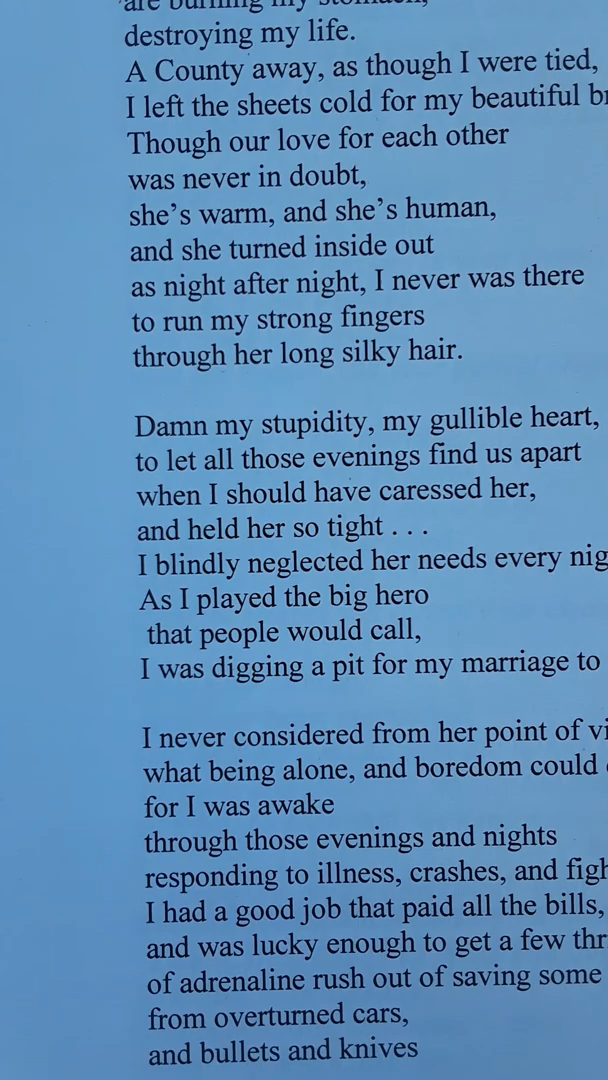 are burning my stomach,
destroying my life.
A County away, as though I were tied,
I left the sheets cold for my beautiful
Though our love for each other
was never in doubt,
she's warm, and she's human,
and she turned inside out
as night after night, I never was there
to run my strong fingers
through her long silky hair.
Damn my stupidity, my gullible heart,
to let all those evenings find us apart
when I should have caressed her,
and held her so tight . . .
I blindly neglected her needs every
As I played the big hero
that people would call,
I was digging a pit for my marriage to
I never considered from her point of
what being alone, and boredom could
for I was awake
through those evenings and nights
responding to illness, crashes, and
I had a good job that paid all the bills,
and was lucky enough to get a few
of adrenaline rush out of saving some
from overturned cars,
and bullets and knives